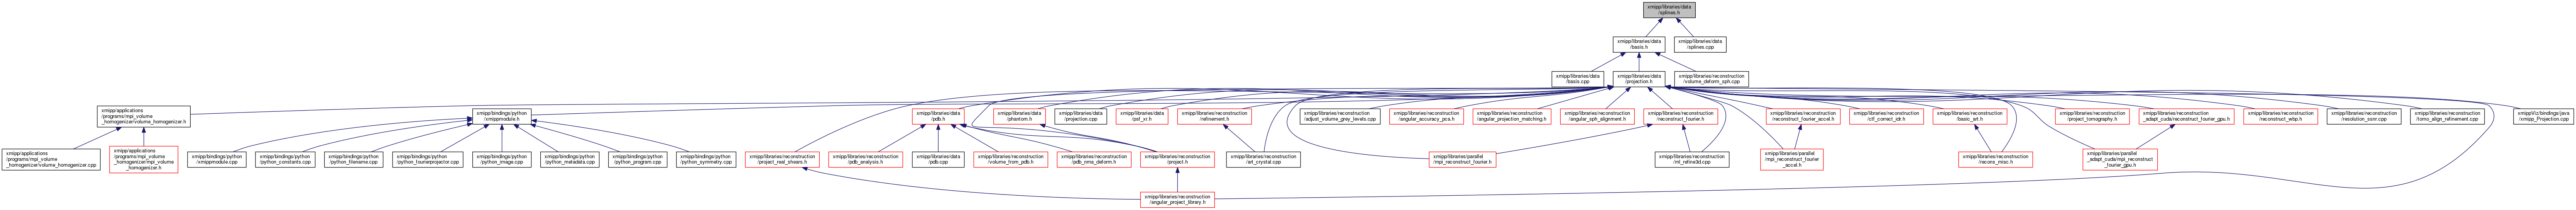 xmipp/libraries/data
/splines.h
xmipp/libraries/data
/basis.h
xmipp/libraries/data
/splines.cpp
xmipp/libraries/data
/basis.cpp
xmipp/libraries/data
/projection.h
xmipp/libraries/reconstruction
/volume_deform_sph.cpp
xmipp/applications
/programs/mpi_volume
_homogenizer/volume_homogenizer.h
xmipp/bindings/python
/xmippmodule.h
xmipp/libraries/data
/pdb.h
xmipp/libraries/data
/phantom.h
xmipp/libraries/data
/projection.cpp
xmipp/libraries/data
/psf_xr.h
xmipp/libraries/reconstruction
/refinement.h
xmipp/libraries/reconstruction
/adjust_volume_grey_levels.cpp
xmipp/libraries/reconstruction
/angular_accuracy_pca.h
xmipp/libraries/reconstruction
/angular_projection_matching.h
xmipp/libraries/reconstruction
/angular_sph_alignment.h
xmipp/libraries/reconstruction
/reconstruct_fourier.h
xmipp/libraries/reconstruction
/reconstruct_fourier_accel.h
xmipp/libraries/reconstruction
/ctf_correct_idr.h
xmipp/libraries/reconstruction
/basic_art.h
xmipp/libraries/reconstruction
/project_tomography.h
xmipp/libraries/reconstruction
_adapt_cuda/reconstruct_fourier_gpu.h
xmipp/libraries/reconstruction
/reconstruct_wbp.h
xmipp/libraries/reconstruction
/resolution_ssnr.cpp
xmipp/libraries/reconstruction
/tomo_align_refinement.cpp
xmipp/bindings/java
/xmipp_Projection.cpp
xmipp/applications
/programs/mpi_volume
_homogenizer/volume_homogenizer.cpp
xmipp/applications
/programs/mpi_volume
_homogenizer/mpi_volume
_homogenizer.h
xmipp/bindings/python
/xmippmodule.cpp
xmipp/bindings/python
/python_constants.cpp
xmipp/bindings/python
/python_filename.cpp
xmipp/bindings/python
/python_fourierprojector.cpp
xmipp/bindings/python
/python_image.cpp
xmipp/bindings/python
/python_metadata.cpp
xmipp/bindings/python
/python_program.cpp
xmipp/bindings/python
/python_symmetry.cpp
xmipp/libraries/reconstruction
/project_real_shears.h
xmipp/libraries/reconstruction
/pdb_analysis.h
xmipp/libraries/data
/pdb.cpp
xmipp/libraries/reconstruction
/volume_from_pdb.h
xmipp/libraries/reconstruction
/pdb_nma_deform.h
xmipp/libraries/reconstruction
/project.h
xmipp/libraries/reconstruction
/art_crystal.cpp
xmipp/libraries/parallel
/mpi_reconstruct_fourier.h
xmipp/libraries/reconstruction
/ml_refine3d.cpp
xmipp/libraries/parallel
/mpi_reconstruct_fourier
_accel.h
xmipp/libraries/reconstruction
/recons_misc.h
xmipp/libraries/parallel
_adapt_cuda/mpi_reconstruct
_fourier_gpu.h
xmipp/libraries/reconstruction
/angular_project_library.h